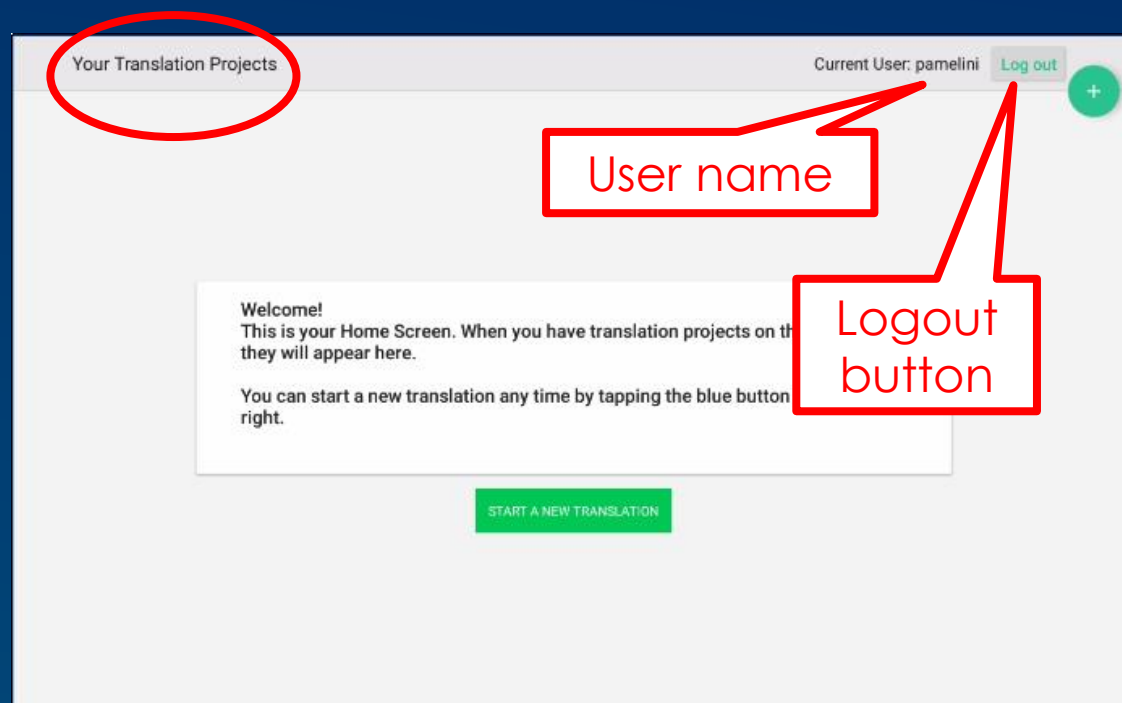 Your Translation Projects
Current User: pamelini Log out
+
User name
Logout
button
Welcome!
This is your Home Screen. When you have translation projects on
they will appear here.
You can start a new translation any time by tapping the blue button
right.
START A NEW TRANSLATION